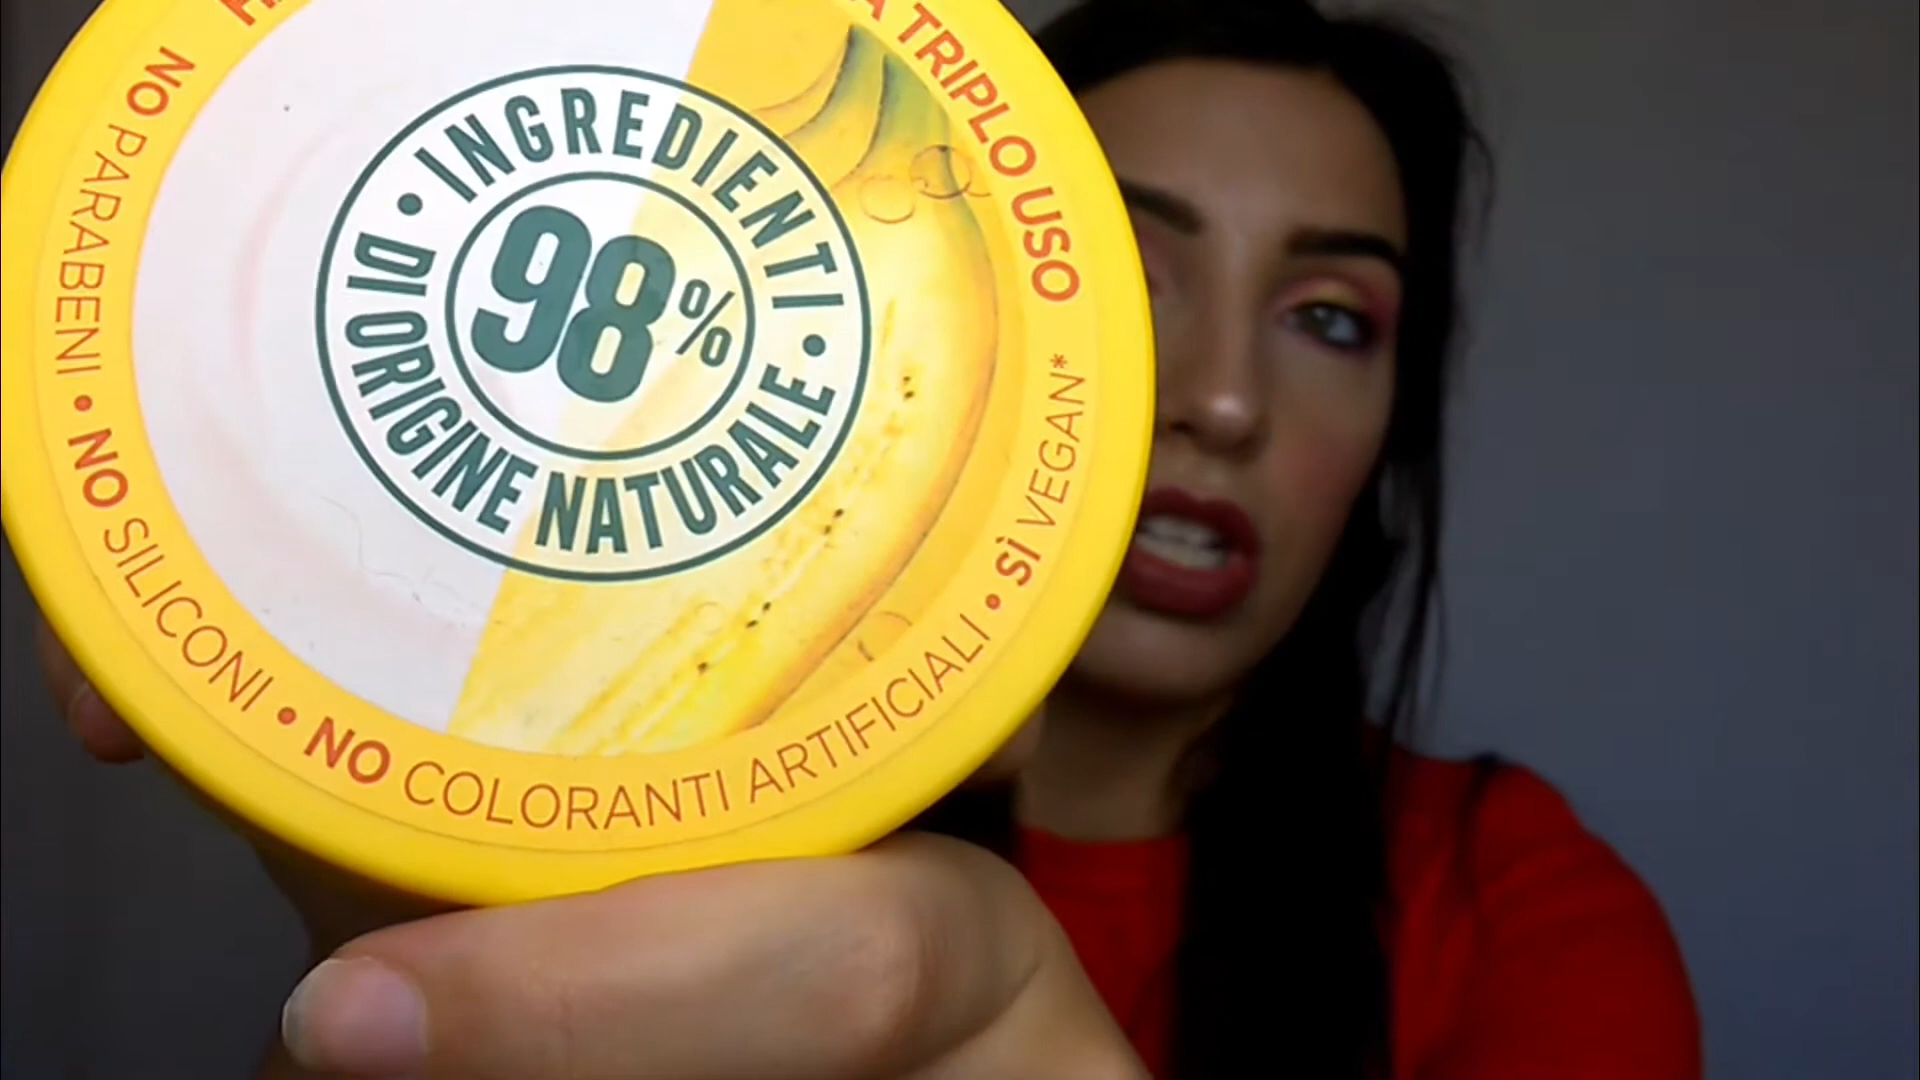 A TRIPLO USO
• INGREDIENTI •
DI ORIGINE NATURALE
98%
NO PARABENI • NO SILICONI • NO COLORANTI ARTIFICIALI • SÌ VEGAN*